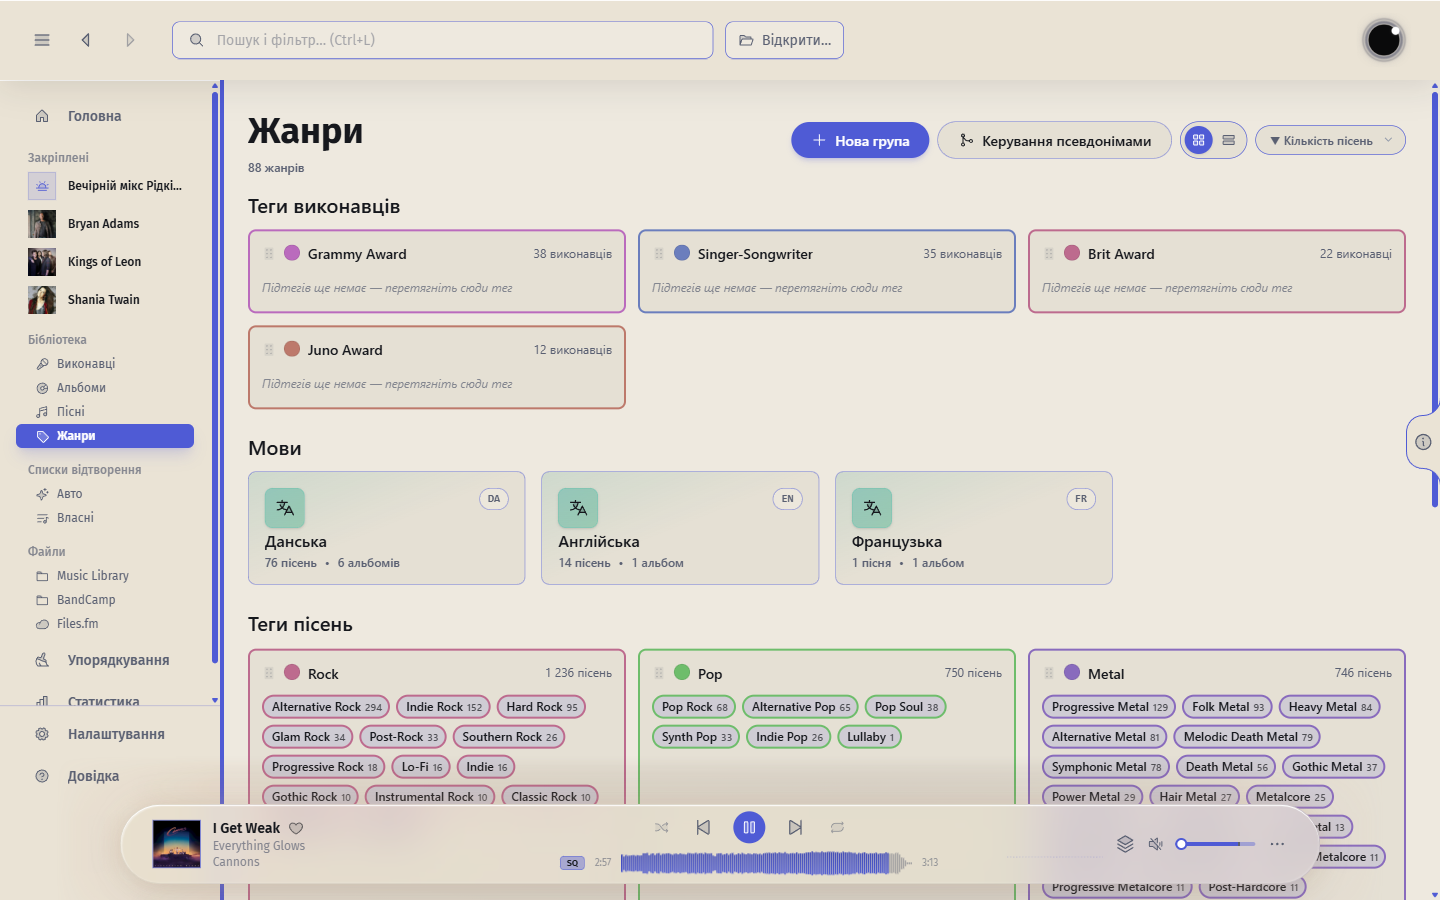 Пошук і фільтр... (Ctrl+L)
Відкрити...
Головна
Закріплені
Вечірній мікс Рідкі...
Bryan Adams
Kings of Leon
Shania Twain
Бібліотека
Виконавці
Альбоми
Пісні
Жанри
Списки відтворення
Авто
Власні
Файли
Music Library
BandCamp
Files.fm
Упорядкування
Статистика
Налаштування
Довідка
Жанри
88 жанрів
Нова група
Керування псевдонімами
▼ Кількість пісень
Теги виконавців
Grammy Award 38 виконавців
Підтегів ще немає — перетягніть сюди тег
Singer-Songwriter 35 виконавців
Підтегів ще немає — перетягніть сюди тег
Brit Award 22 виконавці
Підтегів ще немає — перетягніть сюди тег
Juno Award 12 виконавців
Підтегів ще немає — перетягніть сюди тег
Мови
DA
Данська
76 пісень • 6 альбомів
EN
Англійська
14 пісень • 1 альбом
FR
Французька
1 пісня • 1 альбом
Теги пісень
Rock 1 236 пісень
Alternative Rock 294 Indie Rock 152 Hard Rock 95
Glam Rock 34 Post-Rock 33 Southern Rock 26
Progressive Rock 18 Lo-Fi 16 Indie 16
Gothic Rock 10 Instrumental Rock 10 Classic Rock 10
Pop 750 пісень
Pop Rock 68 Alternative Pop 65 Pop Soul 38
Synth Pop 33 Indie Pop 26 Lullaby 1
Metal 746 пісень
Progressive Metal 129 Folk Metal 93 Heavy Metal 84
Alternative Metal 81 Melodic Death Metal 79
Symphonic Metal 78 Death Metal 56 Gothic Metal 37
Power Metal 29 Hair Metal 27 Metalcore 25
tal 13
Metalcore 11
Progressive Metalcore 11 Post-Hardcore 11
I Get Weak
Everything Glows
Cannons
SQ 2:57 3:13